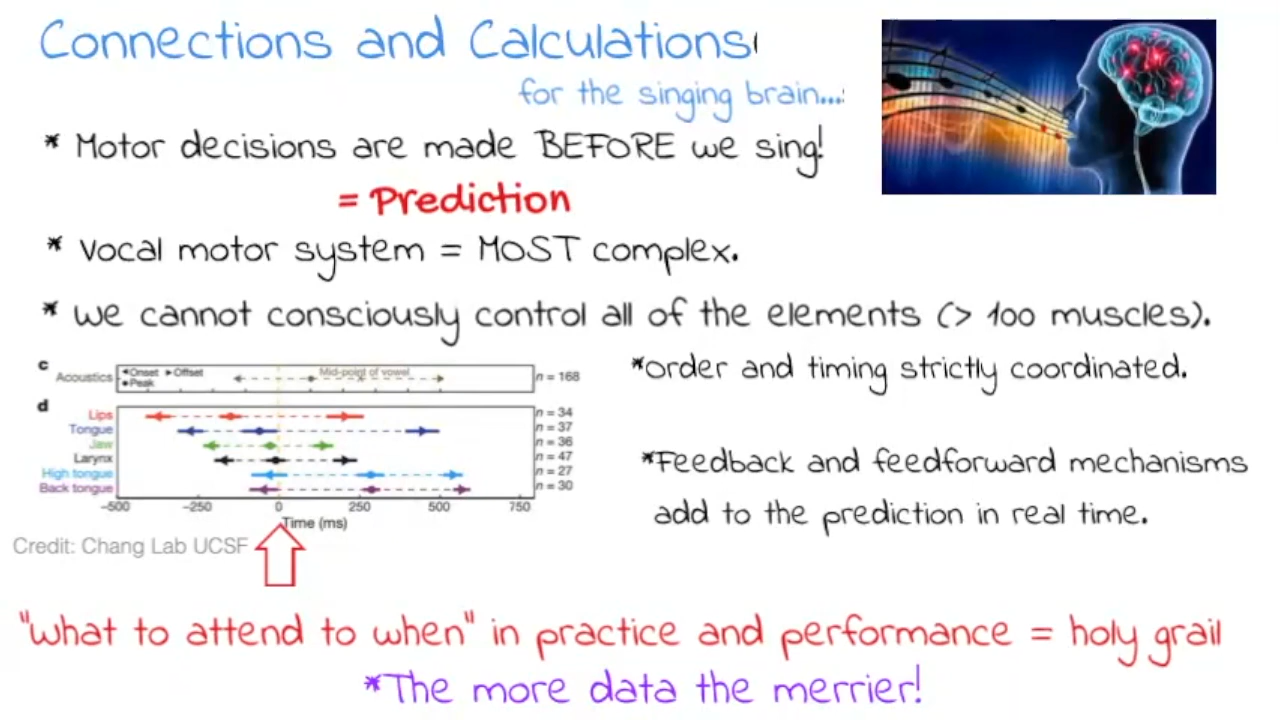 Connections and Calculations
for the singing brain...
* Motor decisions are made BEFORE we sing!
= Prediction
* Vocal motor system = MOST complex.
* We cannot consciously control all of the elements (> 100 muscles).
*Order and timing strictly coordinated.
*Feedback and feedforward mechanisms
add to the prediction in real time.
c
Acoustics
Onset Offset
Peak
Mid-point of vowel
n = 168
d
Lips n = 34
Tongue n = 37
Jaw n = 36
Larynx n = 47
High tongue n = 27
Back tongue n = 30
-500 -250 0 250 500 750
Time (ms)
Credit: Chang Lab UCSF
"What to attend to when" in practice and performance = holy grail
*The more data the merrier!